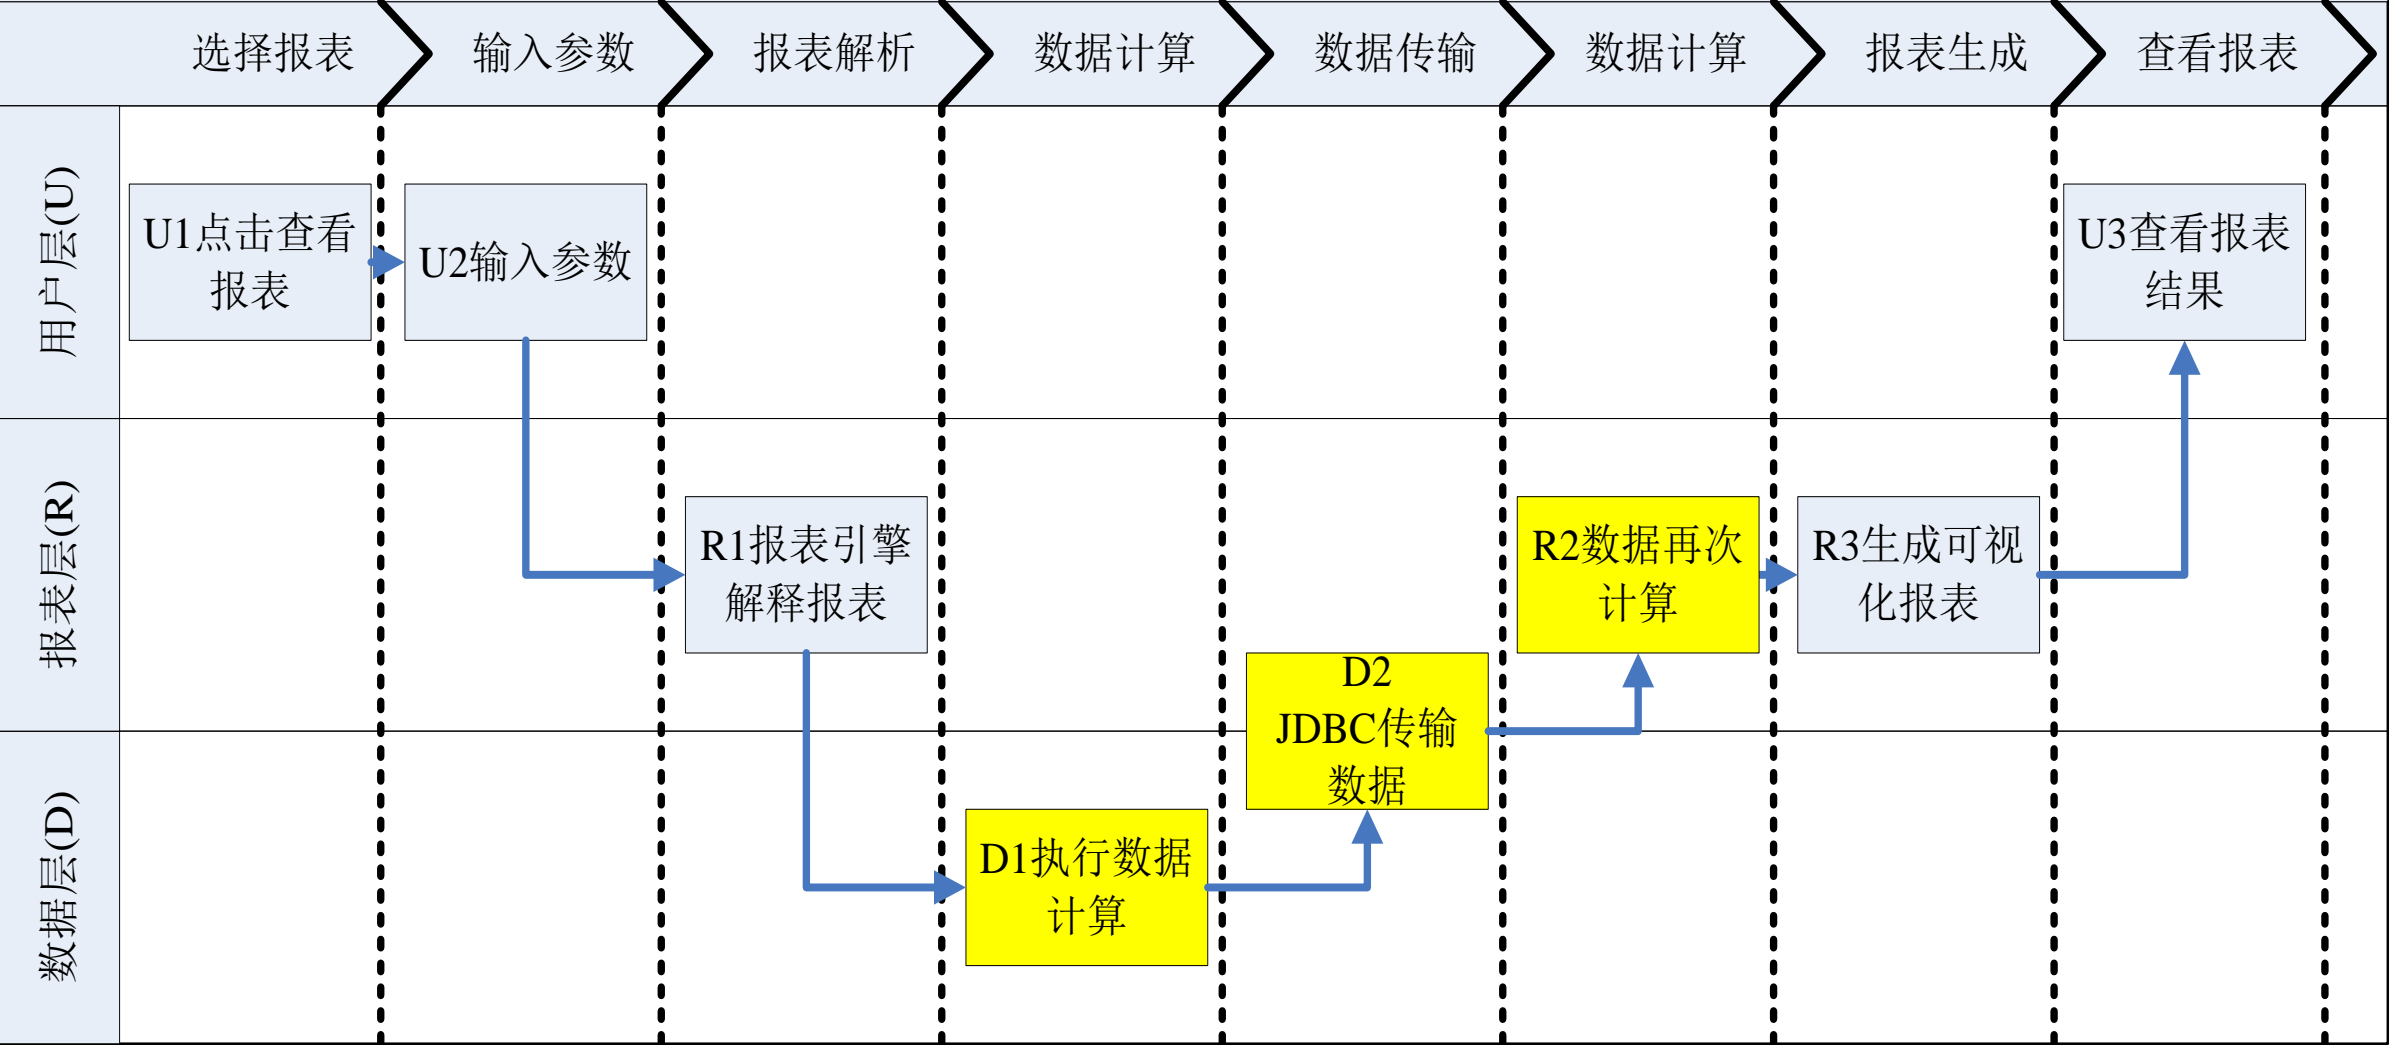 选择报表
输入参数
报表解析
数据计算
数据传输
数据计算
报表生成
查看报表
用户层(U)
U1点击查看
报表
U2输入参数
U3查看报表
结果
报表层(R)
R1报表引擎
解释报表
R2数据再次
计算
R3生成可视
化报表
D2
JDBC传输
数据
数据层(D)
D1执行数据
计算